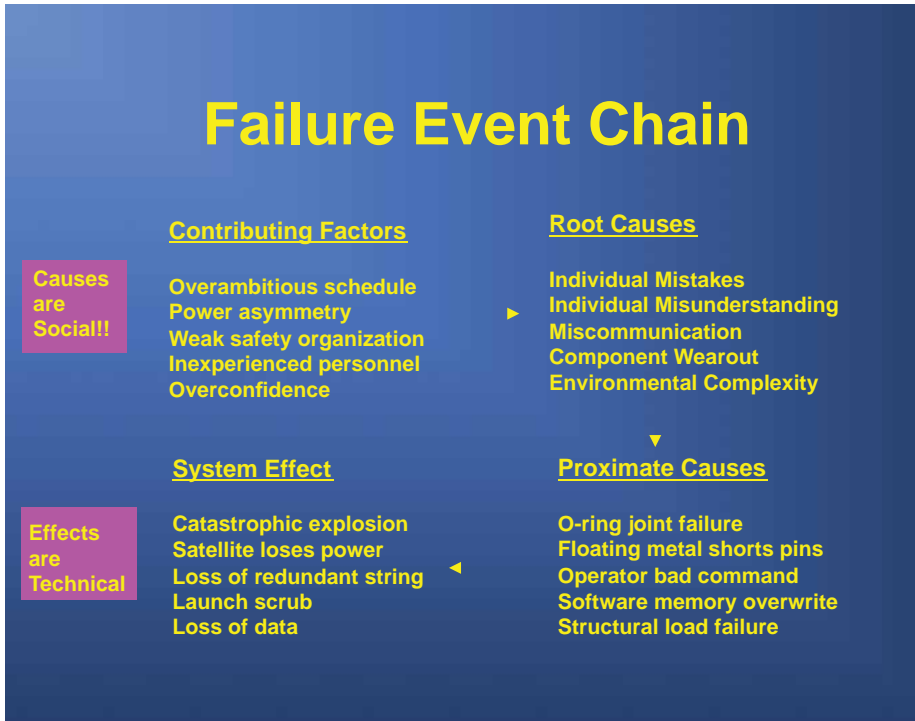 Failure Event Chain
Causes
are
Social!!
Contributing Factors
Overambitious schedule
Power asymmetry
Weak safety organization
Inexperienced personnel
Overconfidence
Root Causes
Individual Mistakes
Individual Misunderstanding
Miscommunication
Component Wearout
Environmental Complexity
Proximate Causes
O-ring joint failure
Floating metal shorts pins
Operator bad command
Software memory overwrite
Structural load failure
System Effect
Catastrophic explosion
Satellite loses power
Loss of redundant string
Launch scrub
Loss of data
Effects
are
Technical